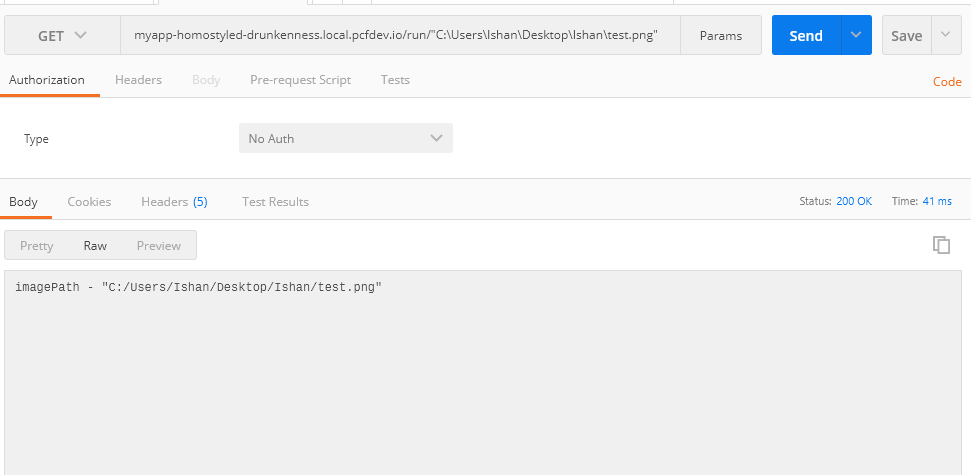 GET myapp-homostyled-drunkenness.local.pcfdev.io/run/"C:\Users\Ishan\Desktop\Ishan\test.png" Params Send Save
Authorization Headers Body Pre-request Script Tests Code
Type No Auth
Body Cookies Headers (5) Test Results Status: 200 OK Time: 41 ms
Pretty Raw Preview
imagePath - "C:/Users/Ishan/Desktop/Ishan/test.png"